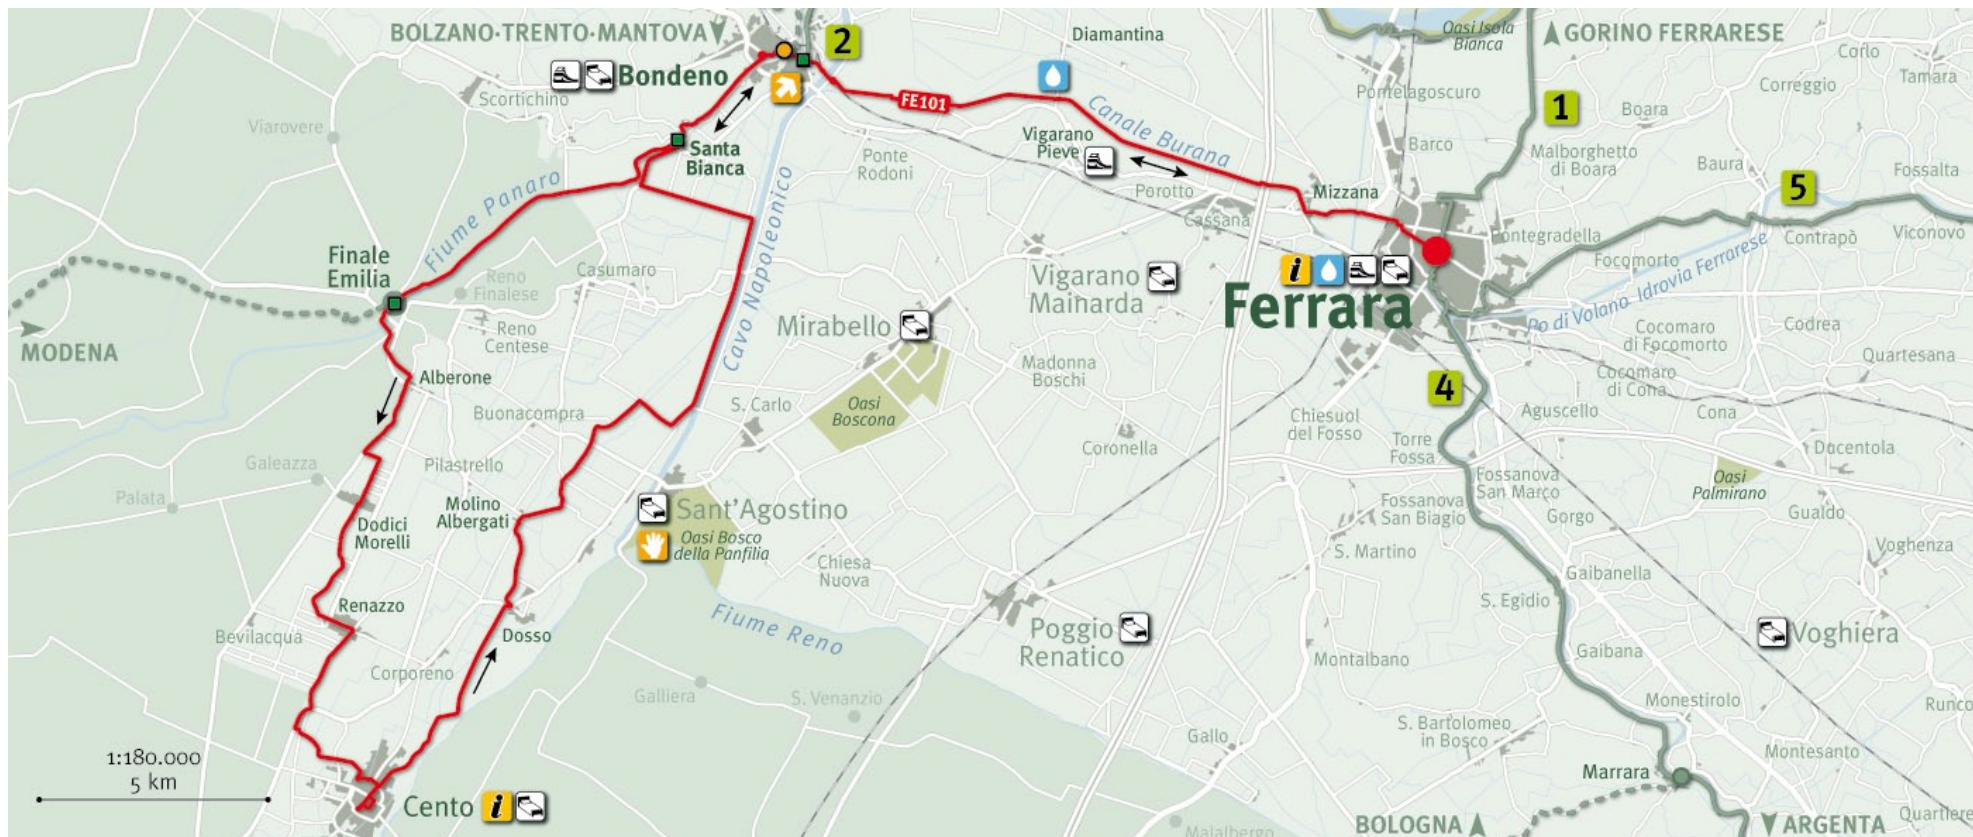 BOLZANO·TRENTO·MANTOVA
2
Diamantina
Oasi Isola
Bianca
GORINO FERRARESE
Corlo
Tamara
Correggio
Bondeno
Scortichino
FE101
Pontelagoscuro
1
Boara
Viarovere
Canale Burana
Vigarano
Pieve
Santa
Bianca
Ponte
Rodoni
Barco
Malborghetto
di Boara
Baura
Fossalta
5
Porotto
Mizzana
Cassana
Fiume Panaro
Cavo Napoleonico
Pontegradella
Contrapò
Viconovo
Focomorto
Finale
Emilia
Reno
Finalese
Casumaro
Vigarano
Mainarda
i
Ferrara
Po di Volano Idrovia Ferrarese
Mirabello
MODENA
Reno
Centese
Cocomaro
di Focomorto
Codrea
Quartesana
Madonna
Boschi
Alberone
Cocomaro
di Cona
4
Buonacompra
S. Carlo
Oasi
Boscona
Chiesuol
del Fosso
Aguscello
Cona
Torre
Fossa
Coronella
Dacentola
Galeazza
Pilastrello
Palata
Fossanova
San Marco
Oasi
Palmirano
Molino
Albergati
Sant'Agostino
Fossanova
San Biagio
Gorgo
Gualdo
Dodici
Morelli
Oasi Bosco
della Panfilia
S. Martino
Voghenza
Chiesa
Nuova
Gaibanella
Renazzo
S. Egidio
Fiume Reno
Bevilacqua
Dosso
Poggio
Renatico
Voghiera
Gaibana
Corporeno
Montalbano
Galliera
S. Venanzio
Monestirolo
Runco
S. Bartolomeo
in Bosco
Gallo
Montesanto
1:180.000
5 km
Marrara
Cento
i
Quartiere
Malalbergo
BOLOGNA
ARGENTA